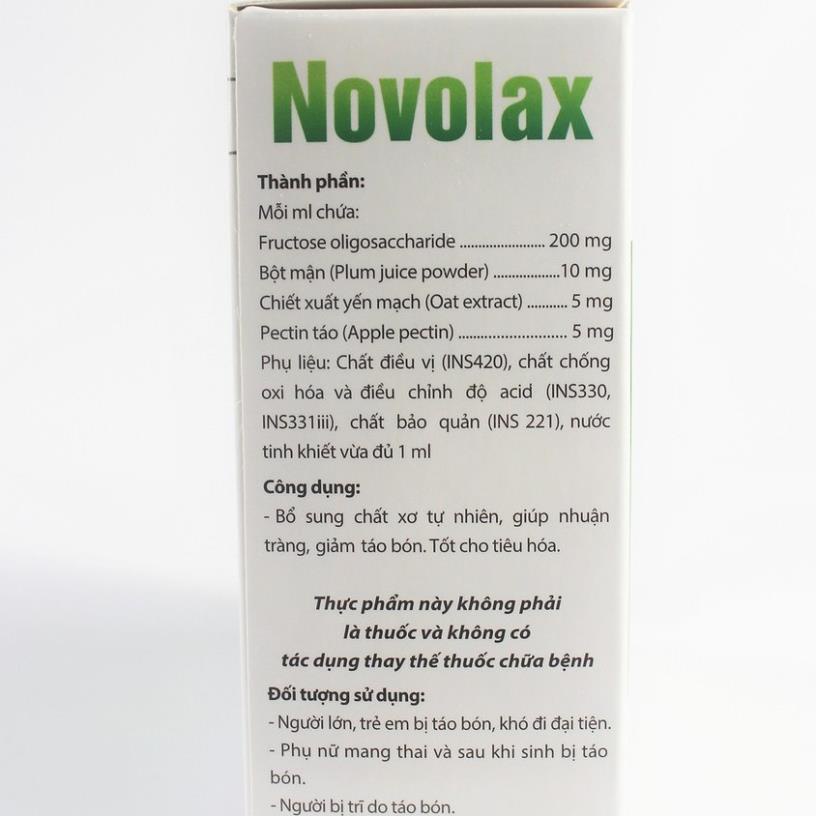 Novolax
Thành phần:
Mỗi ml chứa:
Fructose oligosaccharide ....................... 200 mg
Bột mận (Plum juice powder) ..................10 mg
Chiết xuất yến mạch (Oat extract) ........... 5 mg
Pectin táo (Apple pectin) ............................. 5 mg
Phụ liệu: Chất điều vị (INS420), chất chống
oxi hóa và điều chỉnh độ acid (INS330,
INS331iii), chất bảo quản (INS 221), nước
tinh khiết vừa đủ 1 ml
Công dụng:
- Bổ sung chất xơ tự nhiên, giúp nhuận
tràng, giảm táo bón. Tốt cho tiêu hóa.
Thực phẩm này không phải
là thuốc và không có
tác dụng thay thế thuốc chữa bệnh
Đối tượng sử dụng:
- Người lớn, trẻ em bị táo bón, khó đi đại tiện.
- Phụ nữ mang thai và sau khi sinh bị táo
bón.
- Người bị trĩ do táo bón.